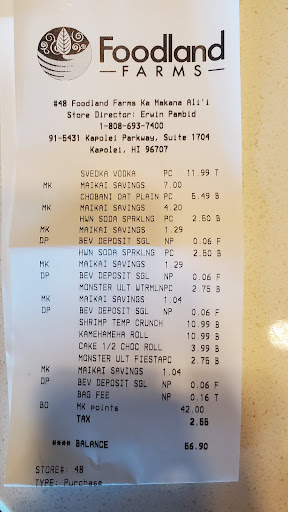 Foodland
FARMS
#48 Foodland Farms Ka Makana Ali'i
Store Director: Erwin Pambid
1-808-693-7400
91-5431 Kapolei Parkway, Suite 1704
Kapolei, HI 96707
SVEDKA VODKA PC 11.99 T
MK MAIKAI SAVINGS 7.00
CHOBANI OAT PLAIN PC 5.49 B
MK MAIKAI SAVINGS 4.20
HWN SODA SPRKLNG PC 2.50 B
MK MAIKAI SAVINGS 1.29
DP BEV DEPOSIT SGL NP 0.06 F
HWN SODA SPRKLNG PC 2.50 B
MK MAIKAI SAVINGS 1.29
DP BEV DEPOSIT SGL NP 0.06 F
MONSTER ULT WTRMLNPC 2.75 B
MK MAIKAI SAVINGS 1.04
DP BEV DEPOSIT SGL NP 0.06 F
SHRIMP TEMP CRUNCH 10.99 B
KAMEHAMEHA ROLL 10.99 B
CAKE 1/2 CHOC ROLL 3.99 B
MONSTER ULT FIESTAPC 2.75 B
MK MAIKAI SAVINGS 1.04
DP BEV DEPOSIT SGL NP 0.06 F
BAG FEE NP 0.16 T
BD MK points 42.00
TAX 2.55
#### BALANCE 56.90
STORE#: 48
TYPE: Purchase